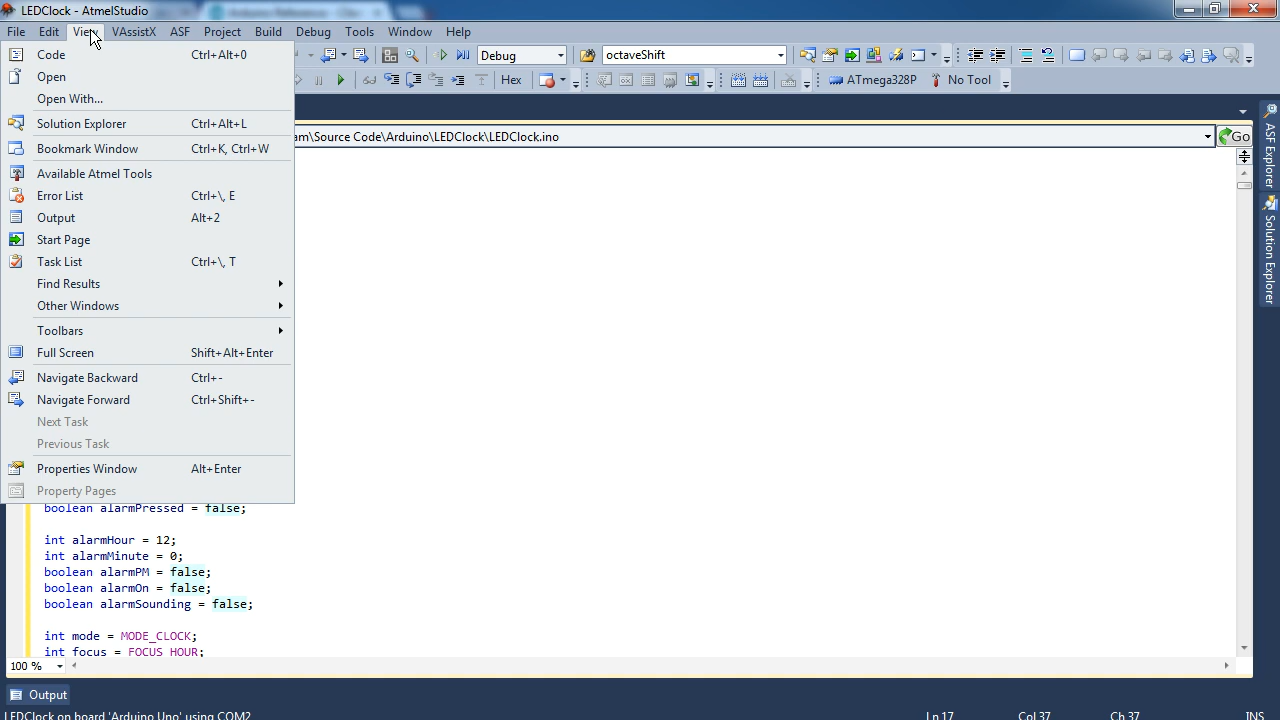 LEDClock - AtmelStudio
File Edit View VAssistX ASF Project Build Debug Tools Window Help
Debug octaveShift
Hex ATmega328P No Tool
Code Ctrl+Alt+0
Open
Open With...
Solution Explorer Ctrl+Alt+L
Bookmark Window Ctrl+K, Ctrl+W
Available Atmel Tools
Error List Ctrl+\, E
Output Alt+2
Start Page
Task List Ctrl+\, T
Find Results
Other Windows
Toolbars
Full Screen Shift+Alt+Enter
Navigate Backward Ctrl+-
Navigate Forward Ctrl+Shift+-
Next Task
Previous Task
Properties Window Alt+Enter
Property Pages
am\Source Code\Arduino\LEDClock\LEDClock.ino
Go
ASF Explorer
Solution Explorer
boolean alarmPressed = false;
int alarmHour = 12;
int alarmMinute = 0;
boolean alarmPM = false;
boolean alarmOn = false;
boolean alarmSounding = false;
int mode = MODE_CLOCK;
int focus = FOCUS_HOUR;
100 %
Output
LEDClock on board 'Arduino Uno' using COM2 Ln 17 Col 37 Ch 37 INS